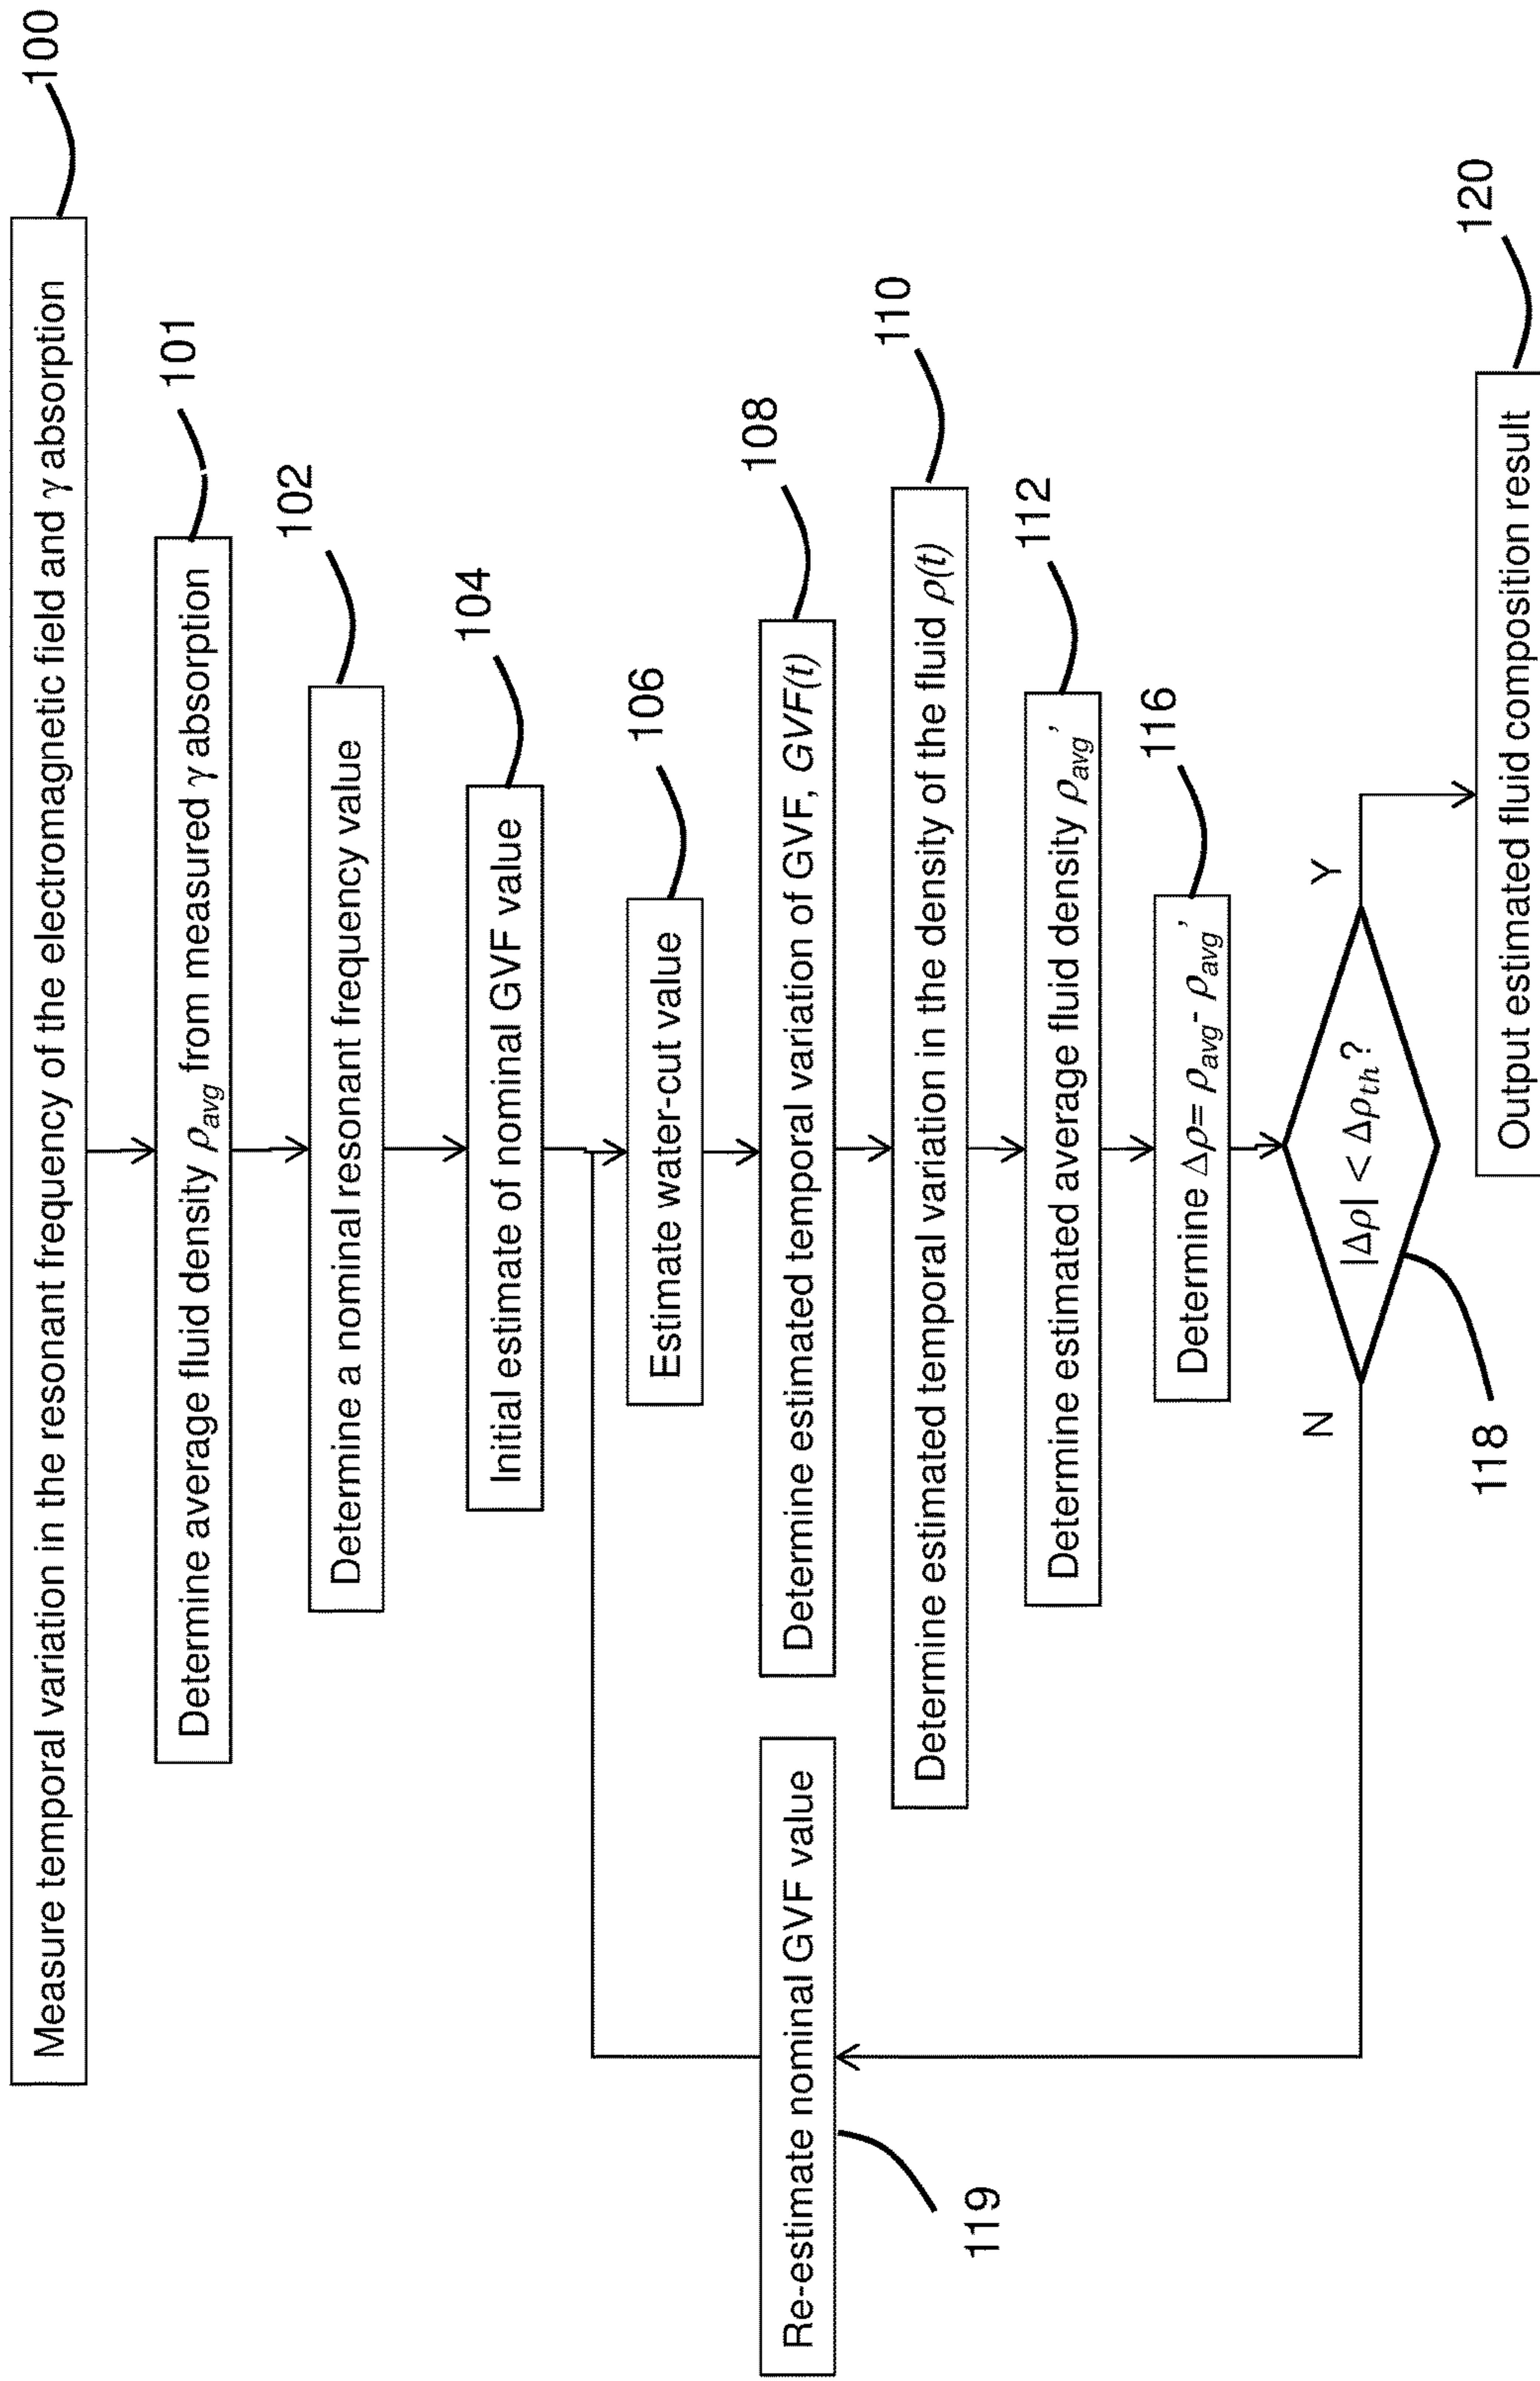 100
Measure temporal variation in the resonant frequency of the electromagnetic field and γ absorption
101
Determine average fluid density ρavg from measured γ absorption
102
Determine a nominal resonant frequency value
104
Initial estimate of nominal GVF value
106
Estimate water-cut value
108
Determine estimated temporal variation of GVF, GVF(t)
Re-estimate nominal GVF value
119
110
Determine estimated temporal variation in the density of the fluid ρ(t)
112
Determine estimated average fluid density ρavg'
116
Determine Δρ= ρavg- ρavg'
N
|Δρ| < Δρth?
Y
118
120
Output estimated fluid composition result